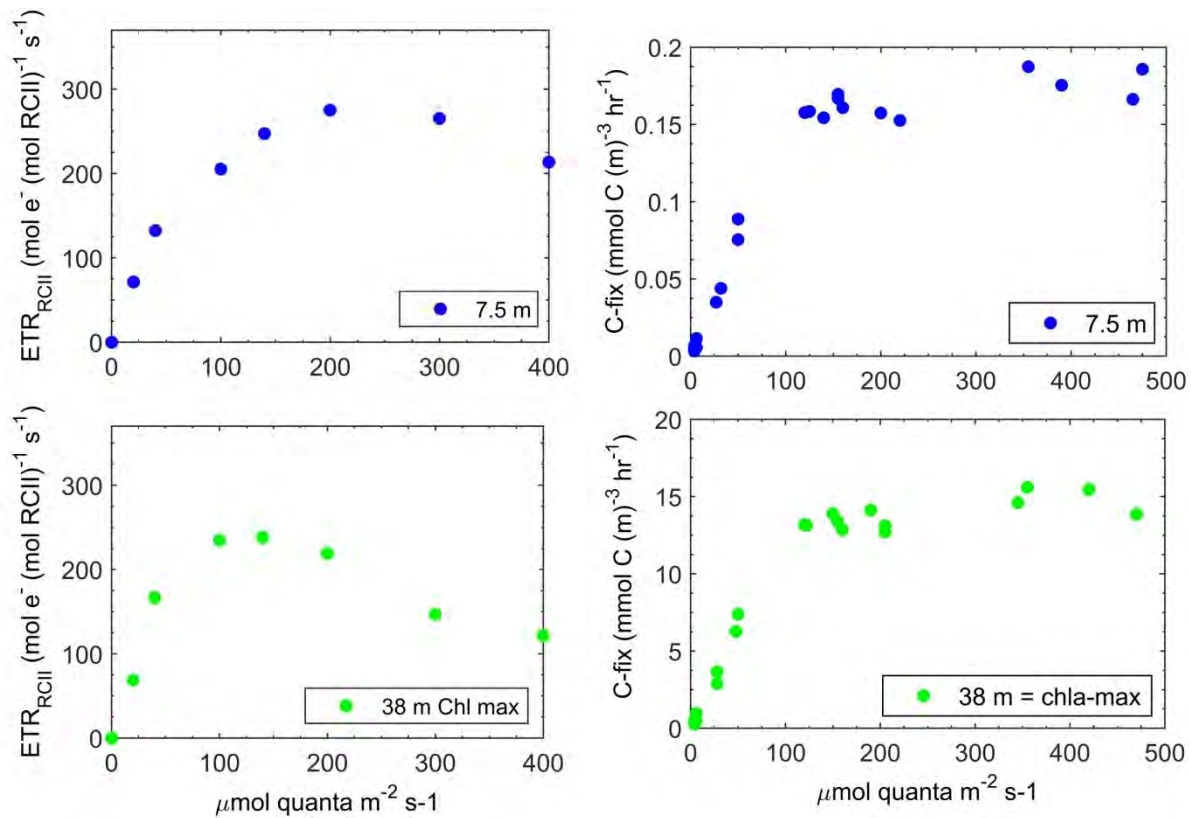 ETR_RCII (mol e⁻ (mol RCII)⁻¹ s⁻¹)
300
200
100
0
0 100 200 300 400
7.5 m
C-fix (mmol C (m)⁻³ hr⁻¹)
0.2
0.15
0.1
0.05
0
0 100 200 300 400 500
7.5 m
ETR_RCII (mol e⁻ (mol RCII)⁻¹ s⁻¹)
300
200
100
0
0 100 200 300 400
38 m Chl max
μmol quanta m⁻² s-1
C-fix (mmol C (m)⁻³ hr⁻¹)
20
15
10
5
0
0 100 200 300 400 500
38 m = chla-max
μmol quanta m⁻² s-1